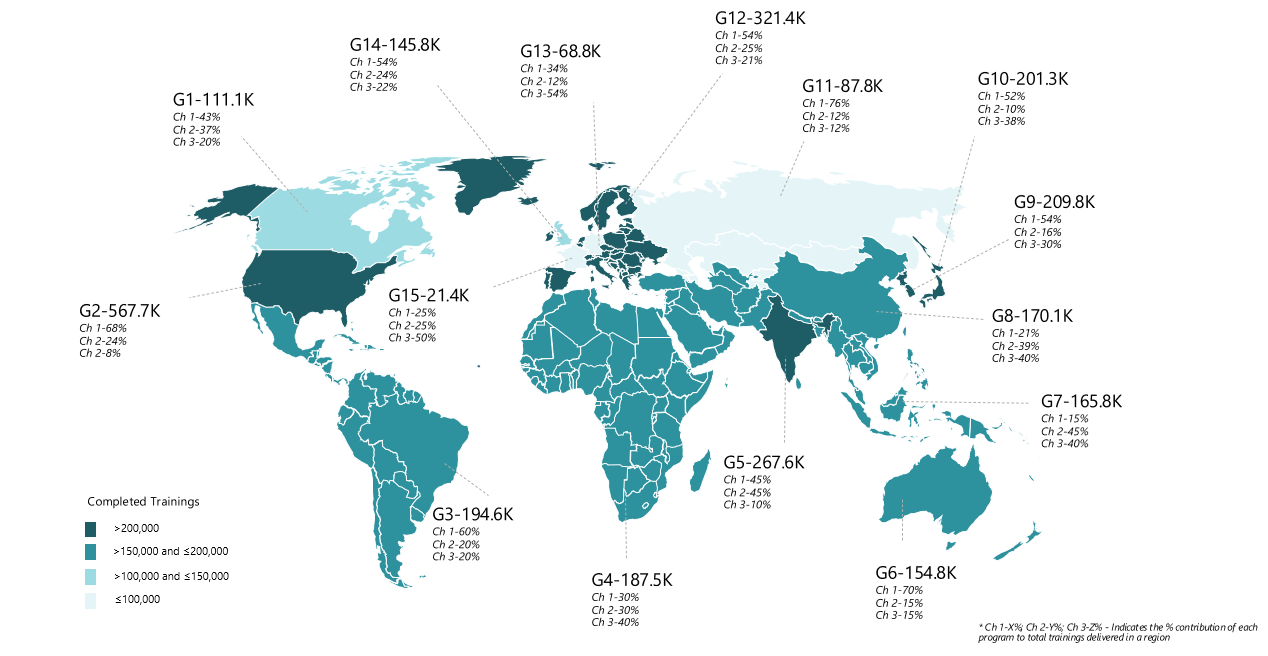 G12-321.4K
Ch 1-54%
Ch 2-25%
Ch 3-21%
G14-145.8K
Ch 1-54%
Ch 2-24%
Ch 3-22%
G13-68.8K
Ch 1-34%
Ch 2-12%
Ch 3-54%
G10-201.3K
Ch 1-52%
Ch 2-10%
Ch 3-38%
G11-87.8K
Ch 1-76%
Ch 2-12%
Ch 3-12%
G1-111.1K
Ch 1-43%
Ch 2-37%
Ch 3-20%
G9-209.8K
Ch 1-54%
Ch 2-16%
Ch 3-30%
G15-21.4K
Ch 1-25%
Ch 2-25%
Ch 3-50%
G2-567.7K
Ch 1-68%
Ch 2-24%
Ch 2-8%
G8-170.1K
Ch 1-21%
Ch 2-39%
Ch 3-40%
G7-165.8K
Ch 1-15%
Ch 2-45%
Ch 3-40%
G5-267.6K
Ch 1-45%
Ch 2-45%
Ch 3-10%
G3-194.6K
Ch 1-60%
Ch 2-20%
Ch 3-20%
Completed Trainings
>200,000
>150,000 and ≤200,000
>100,000 and ≤150,000
≤100,000
G4-187.5K
Ch 1-30%
Ch 2-30%
Ch 3-40%
G6-154.8K
Ch 1-70%
Ch 2-15%
Ch 3-15%
* Ch 1-X%; Ch 2-Y%; Ch 3-Z% - Indicates the % contribution of each
program to total trainings delivered in a region